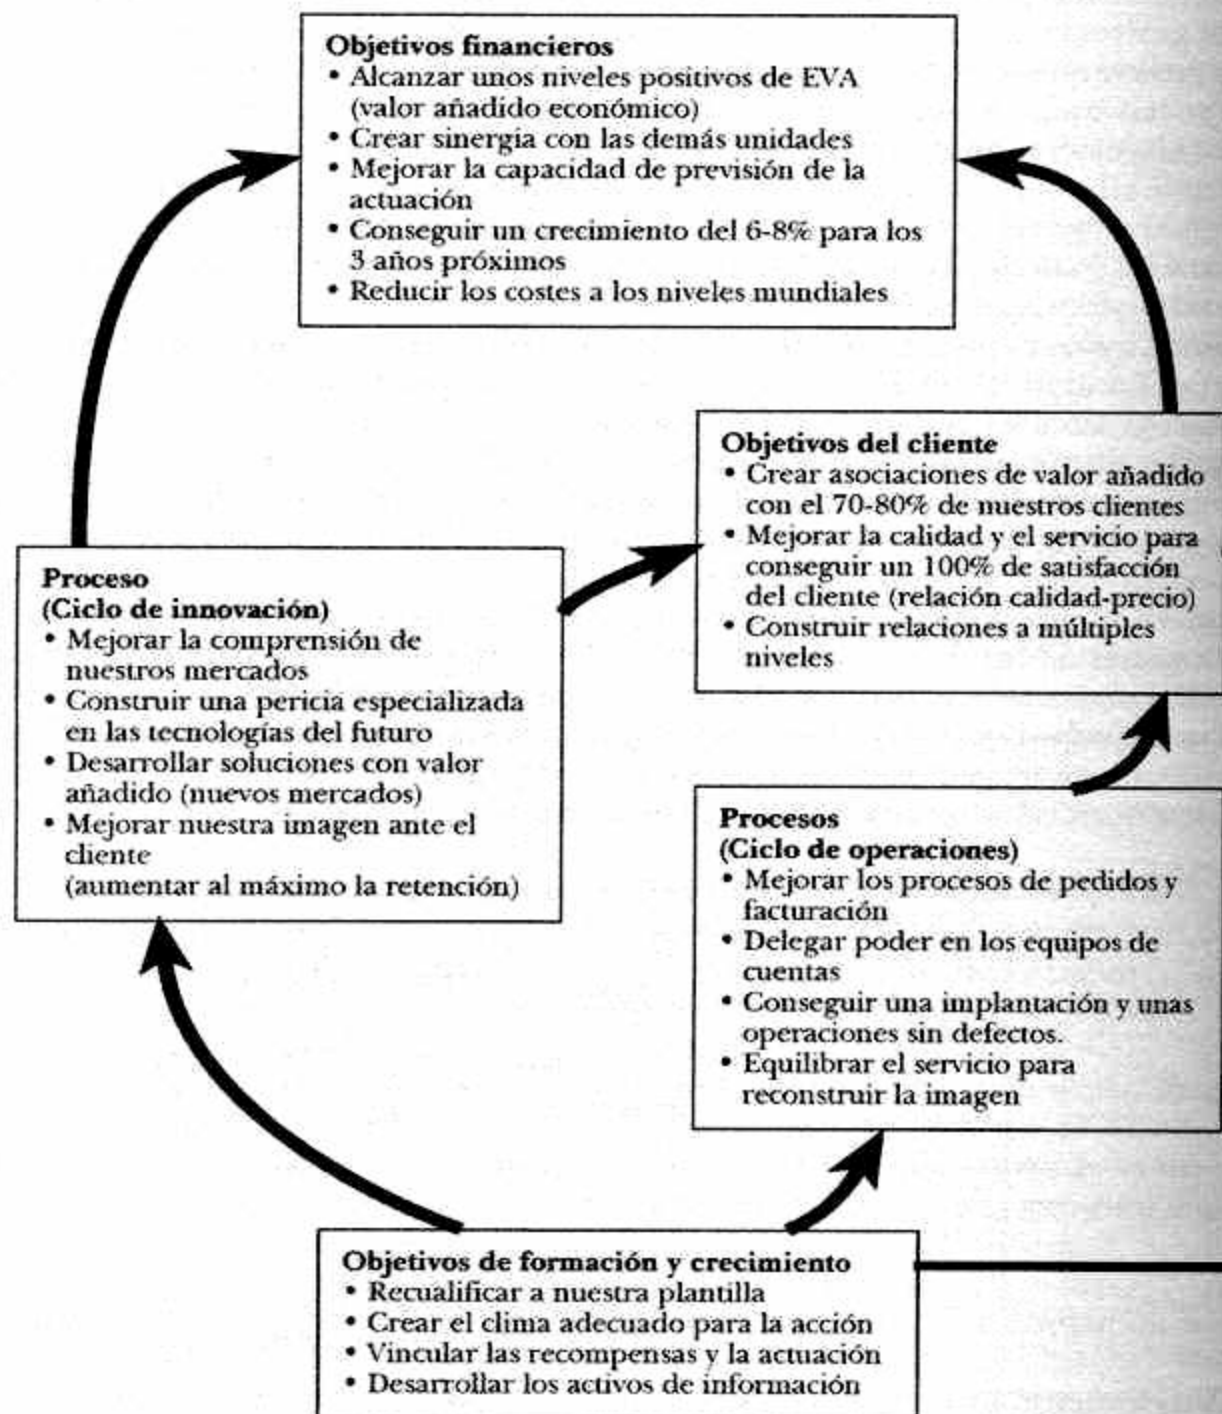 Objetivos financieros
• Alcanzar unos niveles positivos de EVA
(valor añadido económico)
• Crear sinergia con las demás unidades
• Mejorar la capacidad de previsión de la
actuación
• Conseguir un crecimiento del 6-8% para los
3 años próximos
• Reducir los costes a los niveles mundiales
Objetivos del cliente
• Crear asociaciones de valor añadido
con el 70-80% de nuestros clientes
• Mejorar la calidad y el servicio para
conseguir un 100% de satisfacción
del cliente (relación calidad-precio)
• Construir relaciones a múltiples
niveles
Proceso
(Ciclo de innovación)
• Mejorar la comprensión de
nuestros mercados
• Construir una pericia especializada
en las tecnologías del futuro
• Desarrollar soluciones con valor
añadido (nuevos mercados)
• Mejorar nuestra imagen ante el
cliente
(aumentar al máximo la retención)
Procesos
(Ciclo de operaciones)
• Mejorar los procesos de pedidos y
facturación
• Delegar poder en los equipos de
cuentas
• Conseguir una implantación y unas
operaciones sin defectos.
• Equilibrar el servicio para
reconstruir la imagen
Objetivos de formación y crecimiento
• Recualificar a nuestra plantilla
• Crear el clima adecuado para la acción
• Vincular las recompensas y la actuación
• Desarrollar los activos de información